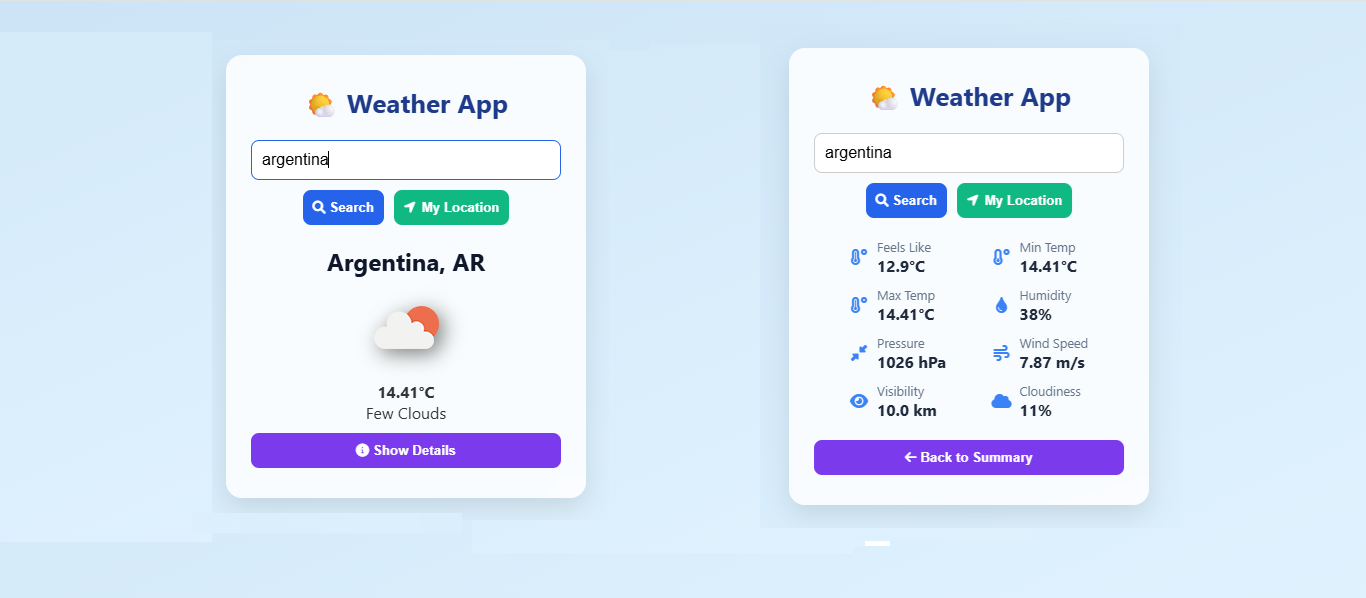 Weather App
argentina
Search
My Location
Argentina, AR
14.41°C
Few Clouds
Show Details
Weather App
argentina
Search
My Location
Feels Like
12.9°C
Min Temp
14.41°C
Max Temp
14.41°C
Humidity
38%
Pressure
1026 hPa
Wind Speed
7.87 m/s
Visibility
10.0 km
Cloudiness
11%
Back to Summary